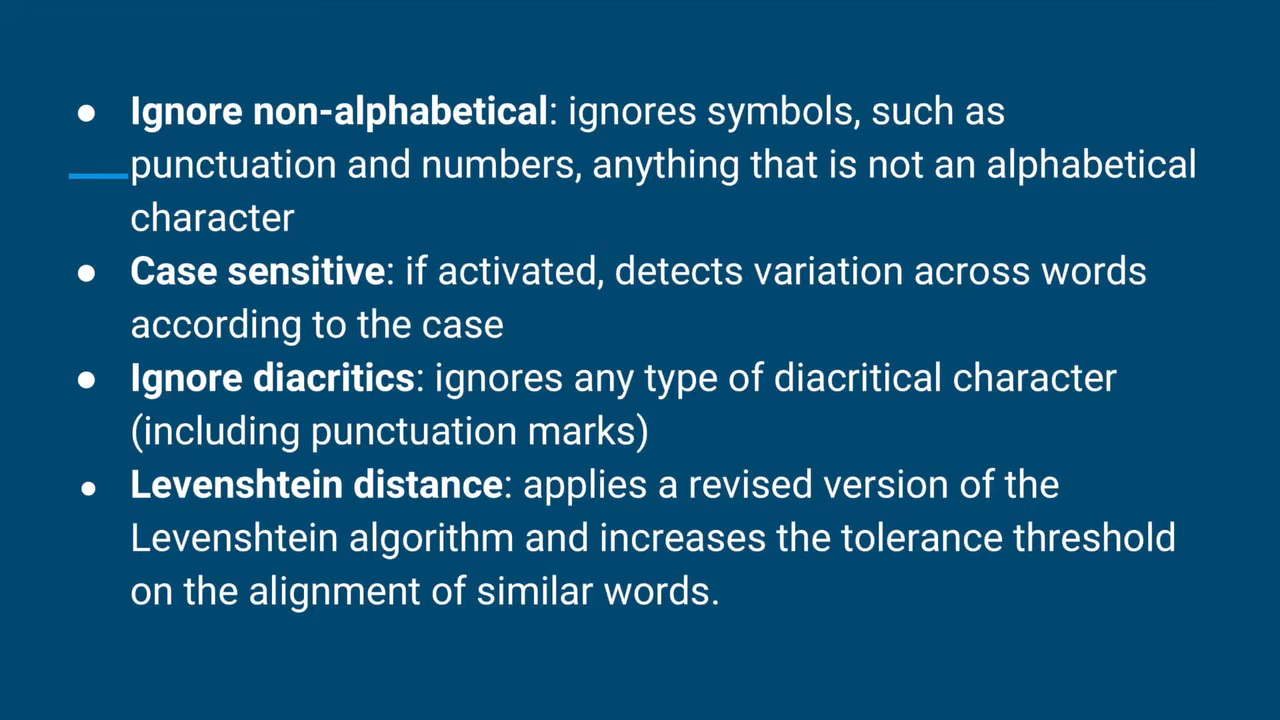 ● Ignore non-alphabetical: ignores symbols, such as
punctuation and numbers, anything that is not an alphabetical
character
● Case sensitive: if activated, detects variation across words
according to the case
● Ignore diacritics: ignores any type of diacritical character
(including punctuation marks)
● Levenshtein distance: applies a revised version of the
Levenshtein algorithm and increases the tolerance threshold
on the alignment of similar words.